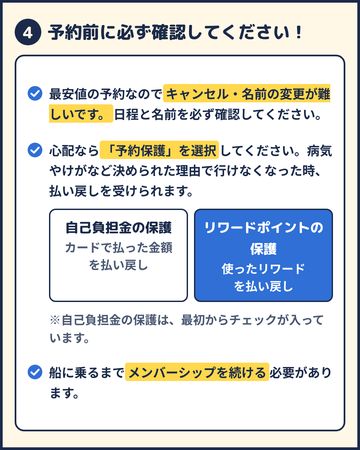 4 予約前に必ず確認してください！
最安値の予約なのでキャンセル・名前の変更が難
しいです。日程と名前を必ず確認してください。
心配なら「予約保護」を選択してください。病気
やけがなど決められた理由で行けなくなった時、
払い戻しを受けられます。
自己負担金の保護
カードで払った金額
を払い戻し
リワードポイントの
保護
使ったリワード
を払い戻し
※自己負担金の保護は、最初からチェックが入って
います。
船に乗るまでメンバーシップを続ける必要があり
ます。